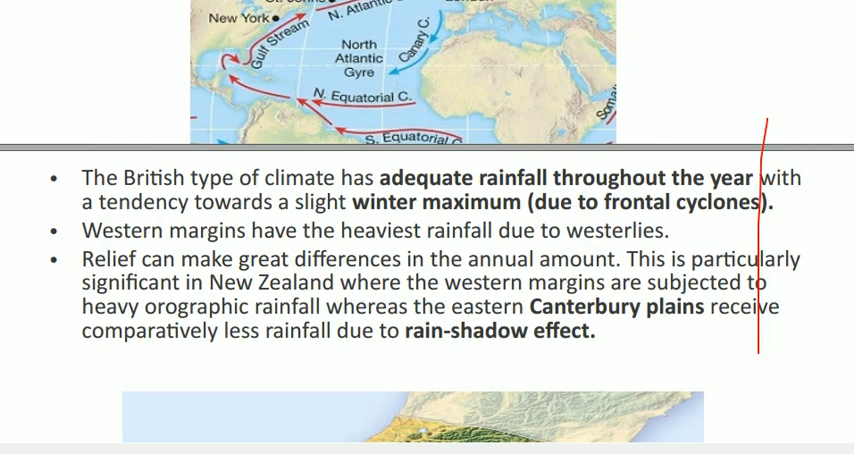 New York
Gulf Stream
N. Atlantic
North
Atlantic
Gyre
Canary C.
N. Equatorial C.
S. Equatorial C
• The British type of climate has adequate rainfall throughout the year with
a tendency towards a slight winter maximum (due to frontal cyclones).
• Western margins have the heaviest rainfall due to westerlies.
• Relief can make great differences in the annual amount. This is particularly
significant in New Zealand where the western margins are subjected to
heavy orographic rainfall whereas the eastern Canterbury plains receive
comparatively less rainfall due to rain-shadow effect.